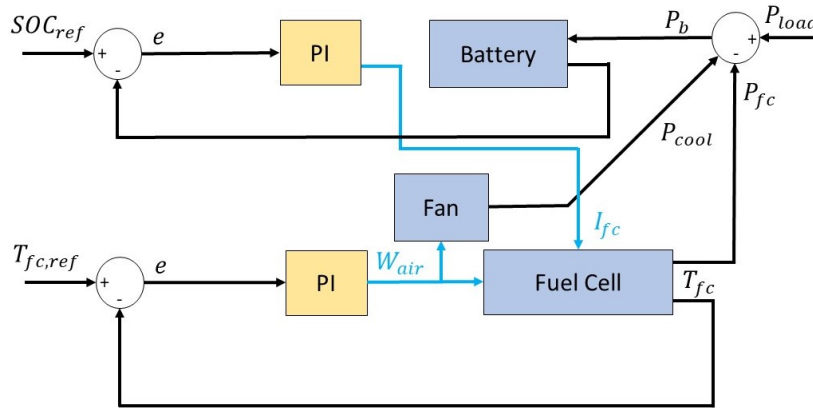 SOC_ref
+
-
e
PI
Battery
P_b
+
-
P_load
P_fc
P_cool
Fan
I_fc
T_fc,ref
+
-
e
PI
W_air
Fuel Cell
T_fc